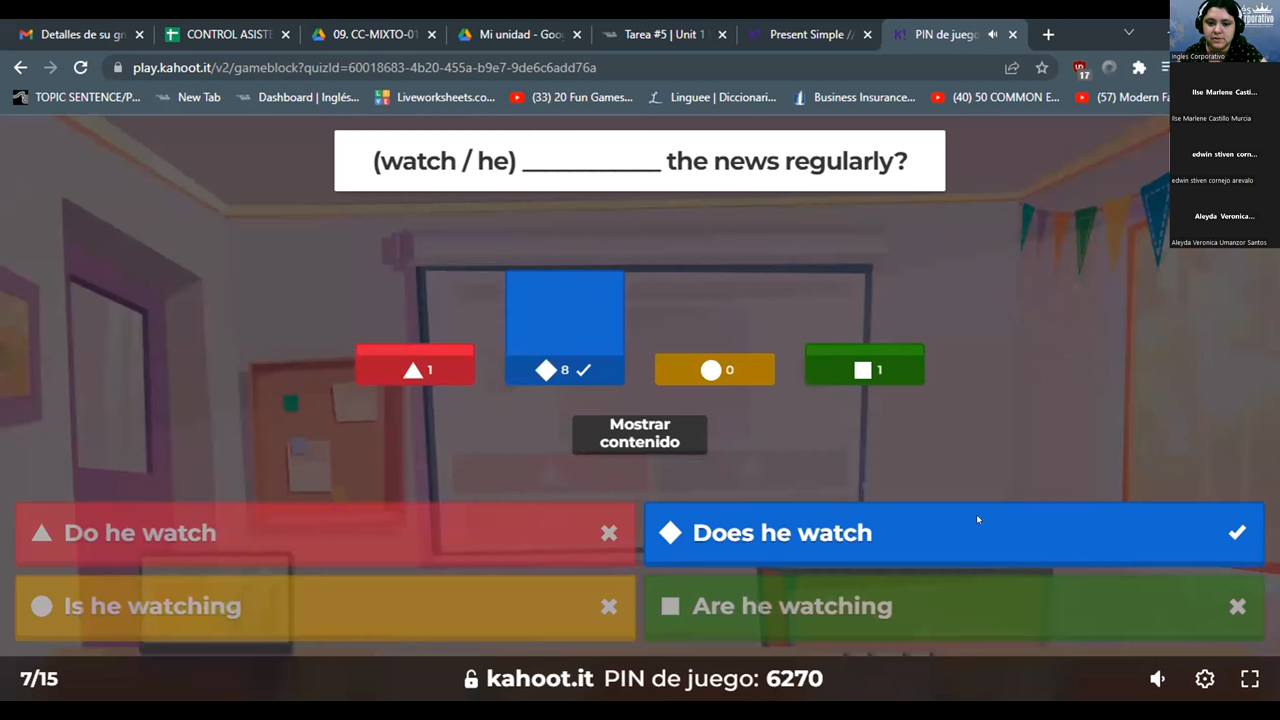 Detalles de su gn
CONTROL ASISTE
09. CC-MIXTO-01
Mi unidad - Goo
Tarea #5 | Unit 1
Present Simple //
PIN de juego
play.kahoot.it/v2/gameblock?quizId=60018683-4b20-455a-b9e7-9de6c6add76a
17
TOPIC SENTENCE/P...
New Tab
Dashboard | Inglés...
Liveworksheets.co...
(33) 20 Fun Games...
Linguee | Diccionari...
Business Insurance...
(40) 50 COMMON E...
(57) Modern Fa
Ingles Corporativo
Ilse Marlene Casti...
Ilse Marlene Castillo Murcia
edwin stiven corn...
edwin stiven cornejo arevalo
Aleyda Veronica...
Aleyda Veronica Umanzor Santos
(watch / he) __________ the news regularly?
1
8
0
1
Mostrar
contenido
Do he watch
Does he watch
Is he watching
Are he watching
7/15
kahoot.it PIN de juego: 6270